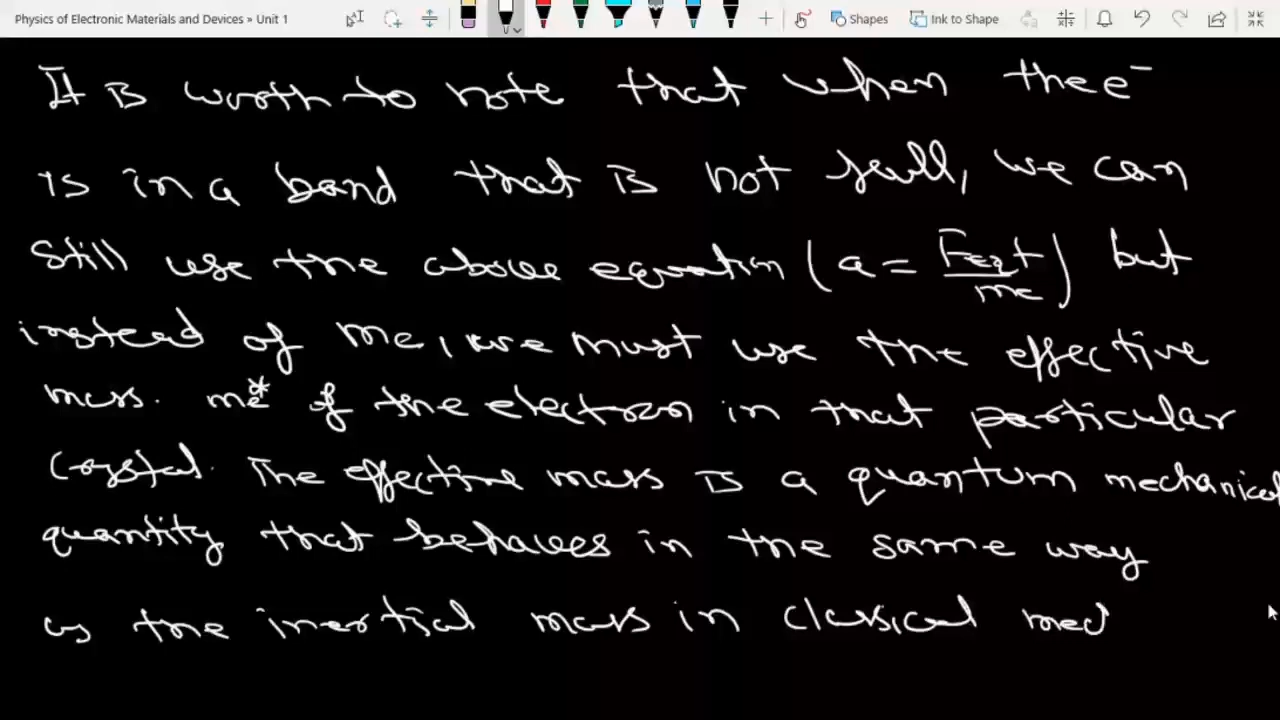 Physics of Electronic Materials and Devices » Unit 1
Shapes
Ink to Shape
It is worth to note that when the e⁻
is in a band that is not full, we can
still use the above equation (a = Fext/me) but
instead of me, we must use the effective
mass. me* of the electron in that particular
crystal. The effective mass is a quantum mechanical
quantity that behaves in the same way
as the inertial mass in classical mec